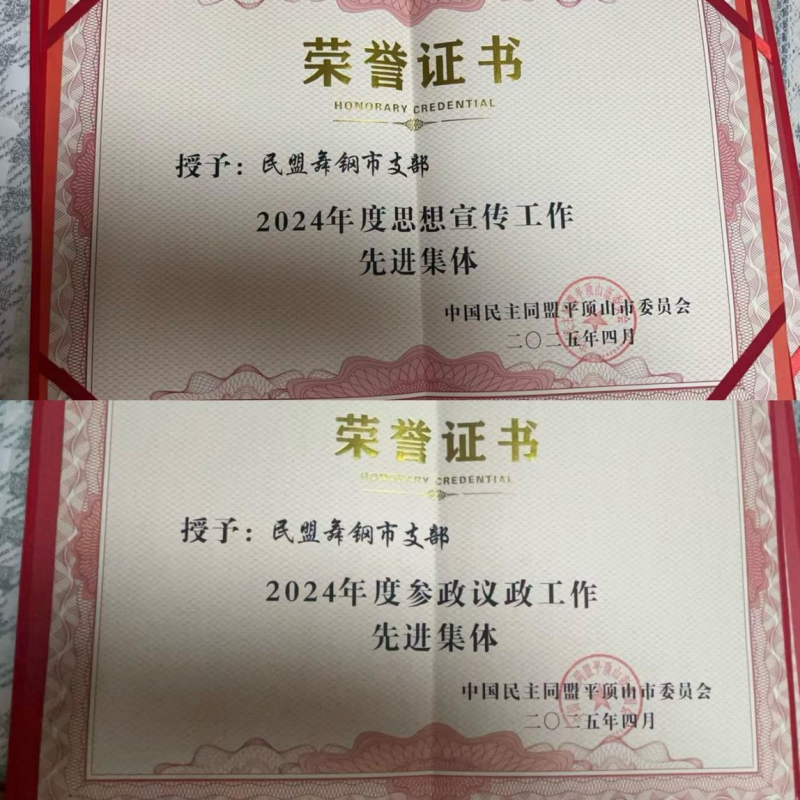 荣誉证书
HONORARY CREDENTIAL
授予：民盟舞钢市支部
2024年度思想宣传工作
先进集体
中国民主同盟平顶山市委员会
二〇二五年四月
荣誉证书
HONORARY CREDENTIAL
授予：民盟舞钢市支部
2024年度参政议政工作
先进集体
中国民主同盟平顶山市委员会
二〇二五年四月